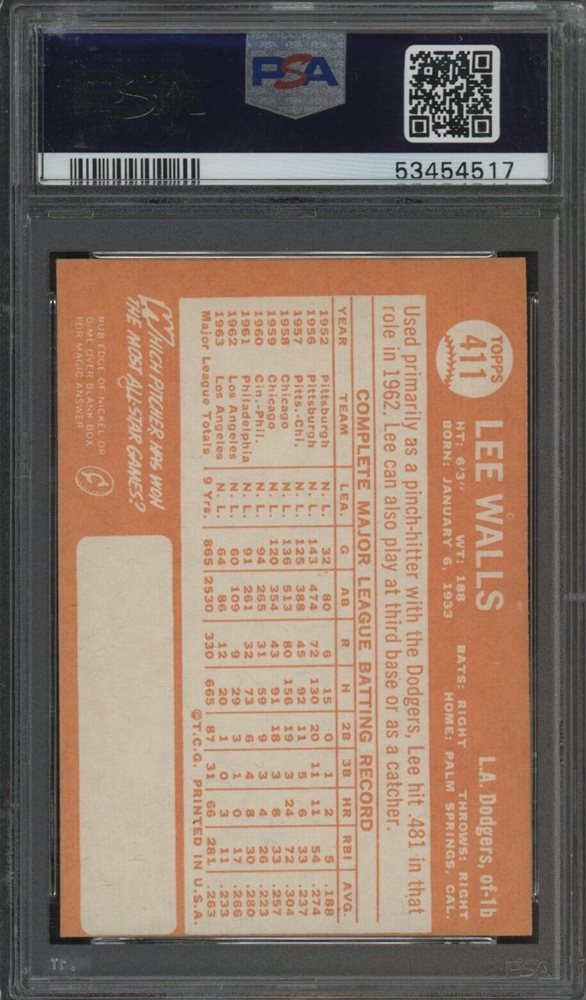 PSA
PSA
53454517
TOPPS
411
LEE WALLS
L.A. Dodgers, of-1b
HT: 6'3" WT: 188 BATS: RIGHT THROWS: RIGHT
BORN: JANUARY 6, 1933 HOME: PALM SPRINGS, CAL.
Used primarily as a pinch-hitter with the Dodgers, Lee hit .481 in that
role in 1962. Lee can also play at third base or as a catcher.
COMPLETE MAJOR LEAGUE BATTING RECORD
YEAR TEAM LEA. G AB R H 2B 3B HR RBI AVG.
1952 Pittsburgh N. L. 32 80 6 15 0 1 2 5 .188
1956 Pittsburgh N. L. 143 474 72 130 20 11 11 54 .274
1957 Pitts.-Chi. N. L. 125 388 45 92 11 5 6 33 .237
1958 Chicago N. L. 136 513 80 156 19 3 24 72 .304
1959 Chicago N. L. 120 354 43 91 18 3 8 33 .257
1960 Cin.-Phil. N. L. 94 265 31 59 9 3 4 26 .223
1961 Philadelphia N. L. 91 261 32 73 6 4 8 30 .280
1962 Los Angeles N. L. 60 109 9 29 3 1 0 17 .266
1963 Los Angeles N. L. 64 86 12 20 1 0 3 11 .233
Major League Totals 9 Yrs. 865 2530 330 665 87 31 66 281 .263
©T.C.G. PRINTED IN U.S.A.
WHICH PITCHER HAS WON
THE MOST ALL-STAR GAMES?
RUB EDGE OF NICKEL OR
DIME OVER BLANK BOX
FOR MAGIC ANSWER
PSA